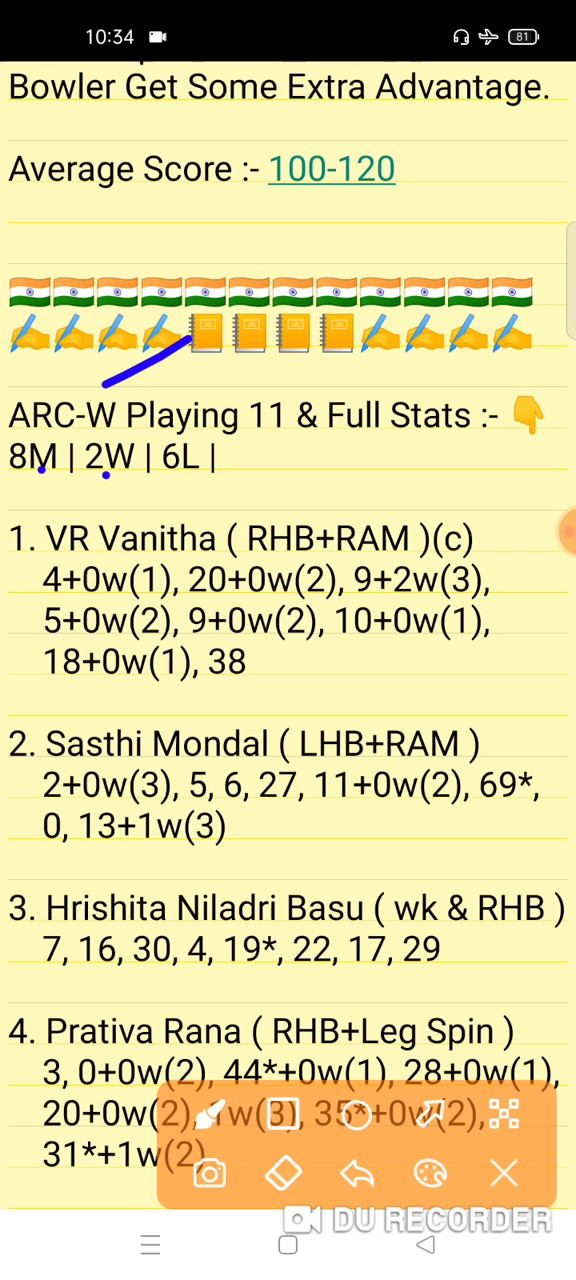 10:34
81
Bowler Get Some Extra Advantage.
Average Score :- 100-120
ARC-W Playing 11 & Full Stats :- 👇
8M | 2W | 6L |
1. VR Vanitha ( RHB+RAM )(c)
4+0w(1), 20+0w(2), 9+2w(3),
5+0w(2), 9+0w(2), 10+0w(1),
18+0w(1), 38
2. Sasthi Mondal ( LHB+RAM )
2+0w(3), 5, 6, 27, 11+0w(2), 69*,
0, 13+1w(3)
3. Hrishita Niladri Basu ( wk & RHB )
7, 16, 30, 4, 19*, 22, 17, 29
4. Prativa Rana ( RHB+Leg Spin )
3, 0+0w(2), 44*+0w(1), 28+0w(1),
20+0w(2), 1w(3), 35*+0w(2),
31*+1w(2)
DU RECORDER